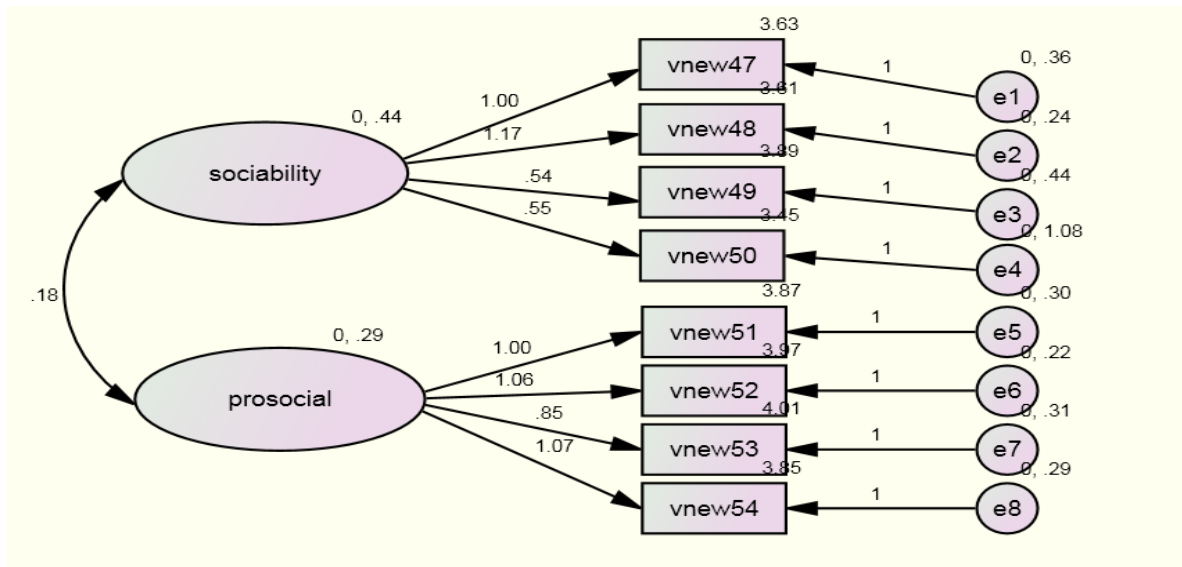 3.63
vnew47
1
0, .36
e1
1.00
3.61
vnew48
1
0, .24
e2
0, .44
1.17
sociability
3.89
vnew49
1
0, .44
e3
.54
3.45
vnew50
1
0, 1.08
e4
.55
.18
3.87
vnew51
1
0, .30
e5
0, .29
1.00
3.97
vnew52
1
0, .22
e6
1.06
prosocial
4.01
vnew53
1
0, .31
e7
.85
3.85
vnew54
1
0, .29
e8
1.07